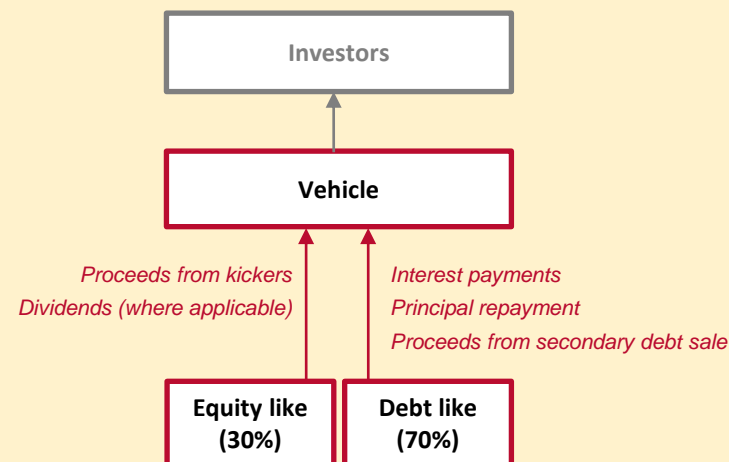 Investors
Vehicle
Proceeds from kickers
Dividends (where applicable)
Interest payments
Principal repayment
Proceeds from secondary debt sale
Equity like
(30%)
Debt like
(70%)